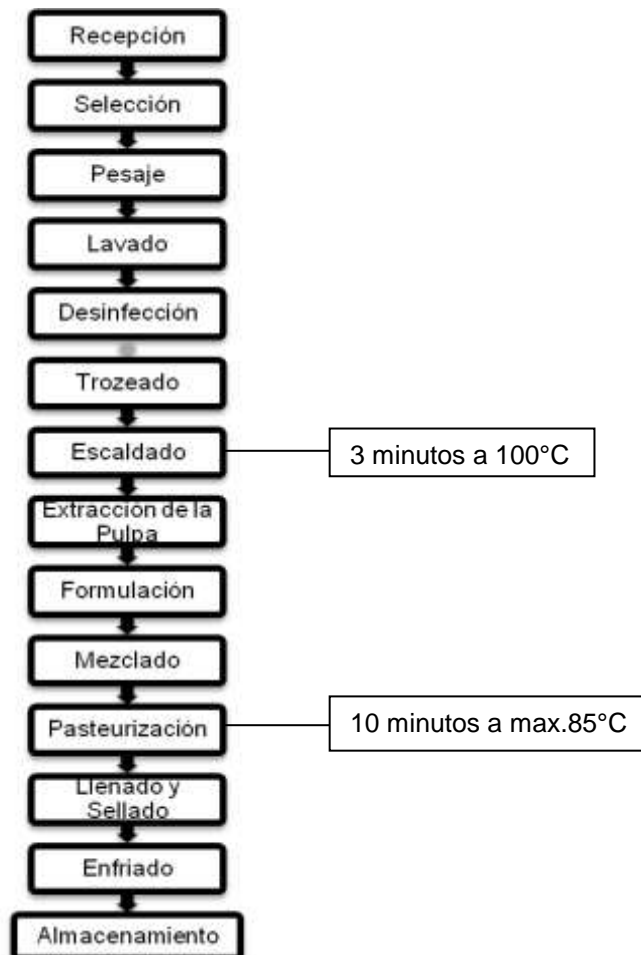 Recepción
Selección
Pesaje
Lavado
Desinfección
Trozeado
Escaldado
3 minutos a 100°C
Extracción de la
Pulpa
Formulación
Mezclado
Pasteurización
10 minutos a max.85°C
Llenado y
Sellado
Enfriado
Almacenamiento